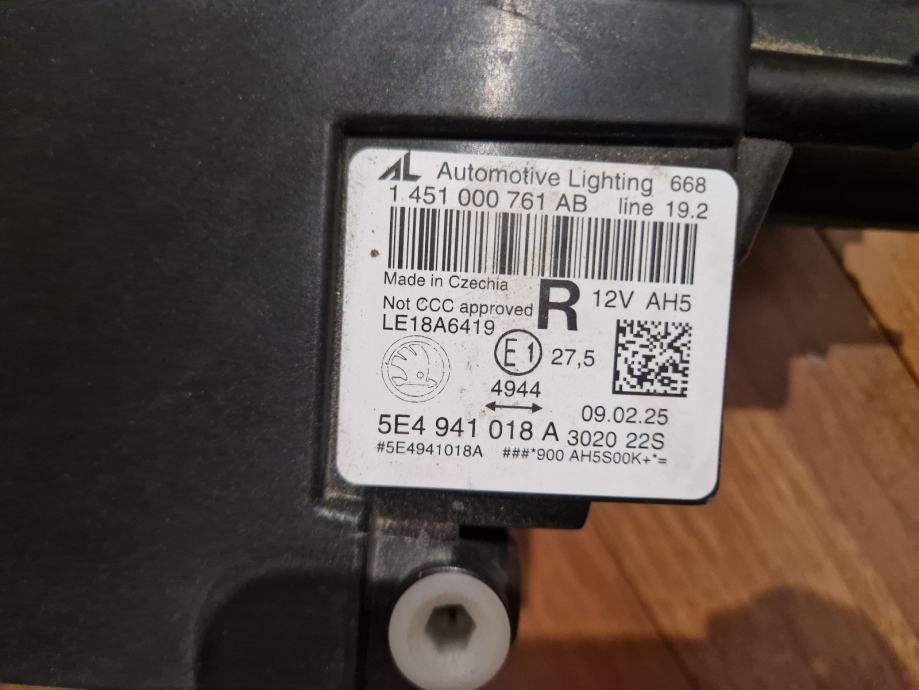 AL Automotive Lighting 668
1 451 000 761 AB line 19.2
Made in Czechia
Not CCC approved R 12V AH5
LE18A6419
E1 27,5
4944
09.02.25
5E4 941 018 A 3020 22S
#5E4941018A ###*900 AH5S00K+*=